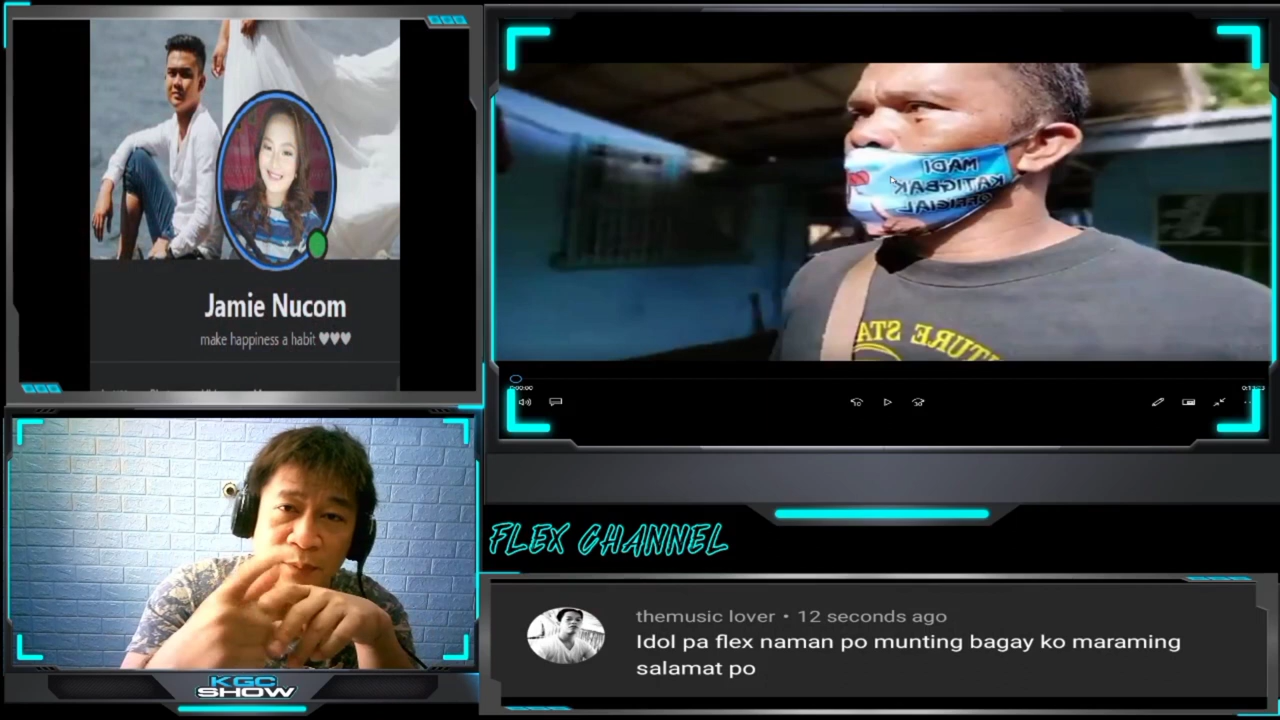 Jamie Nucom
make happiness a habit ♥♥♥
MADI
KATIGBAK
OFFICIAL
FLEX CHANNEL
themusic lover • 12 seconds ago
Idol pa flex naman po munting bagay ko maraming
salamat po
KGC
SHOW